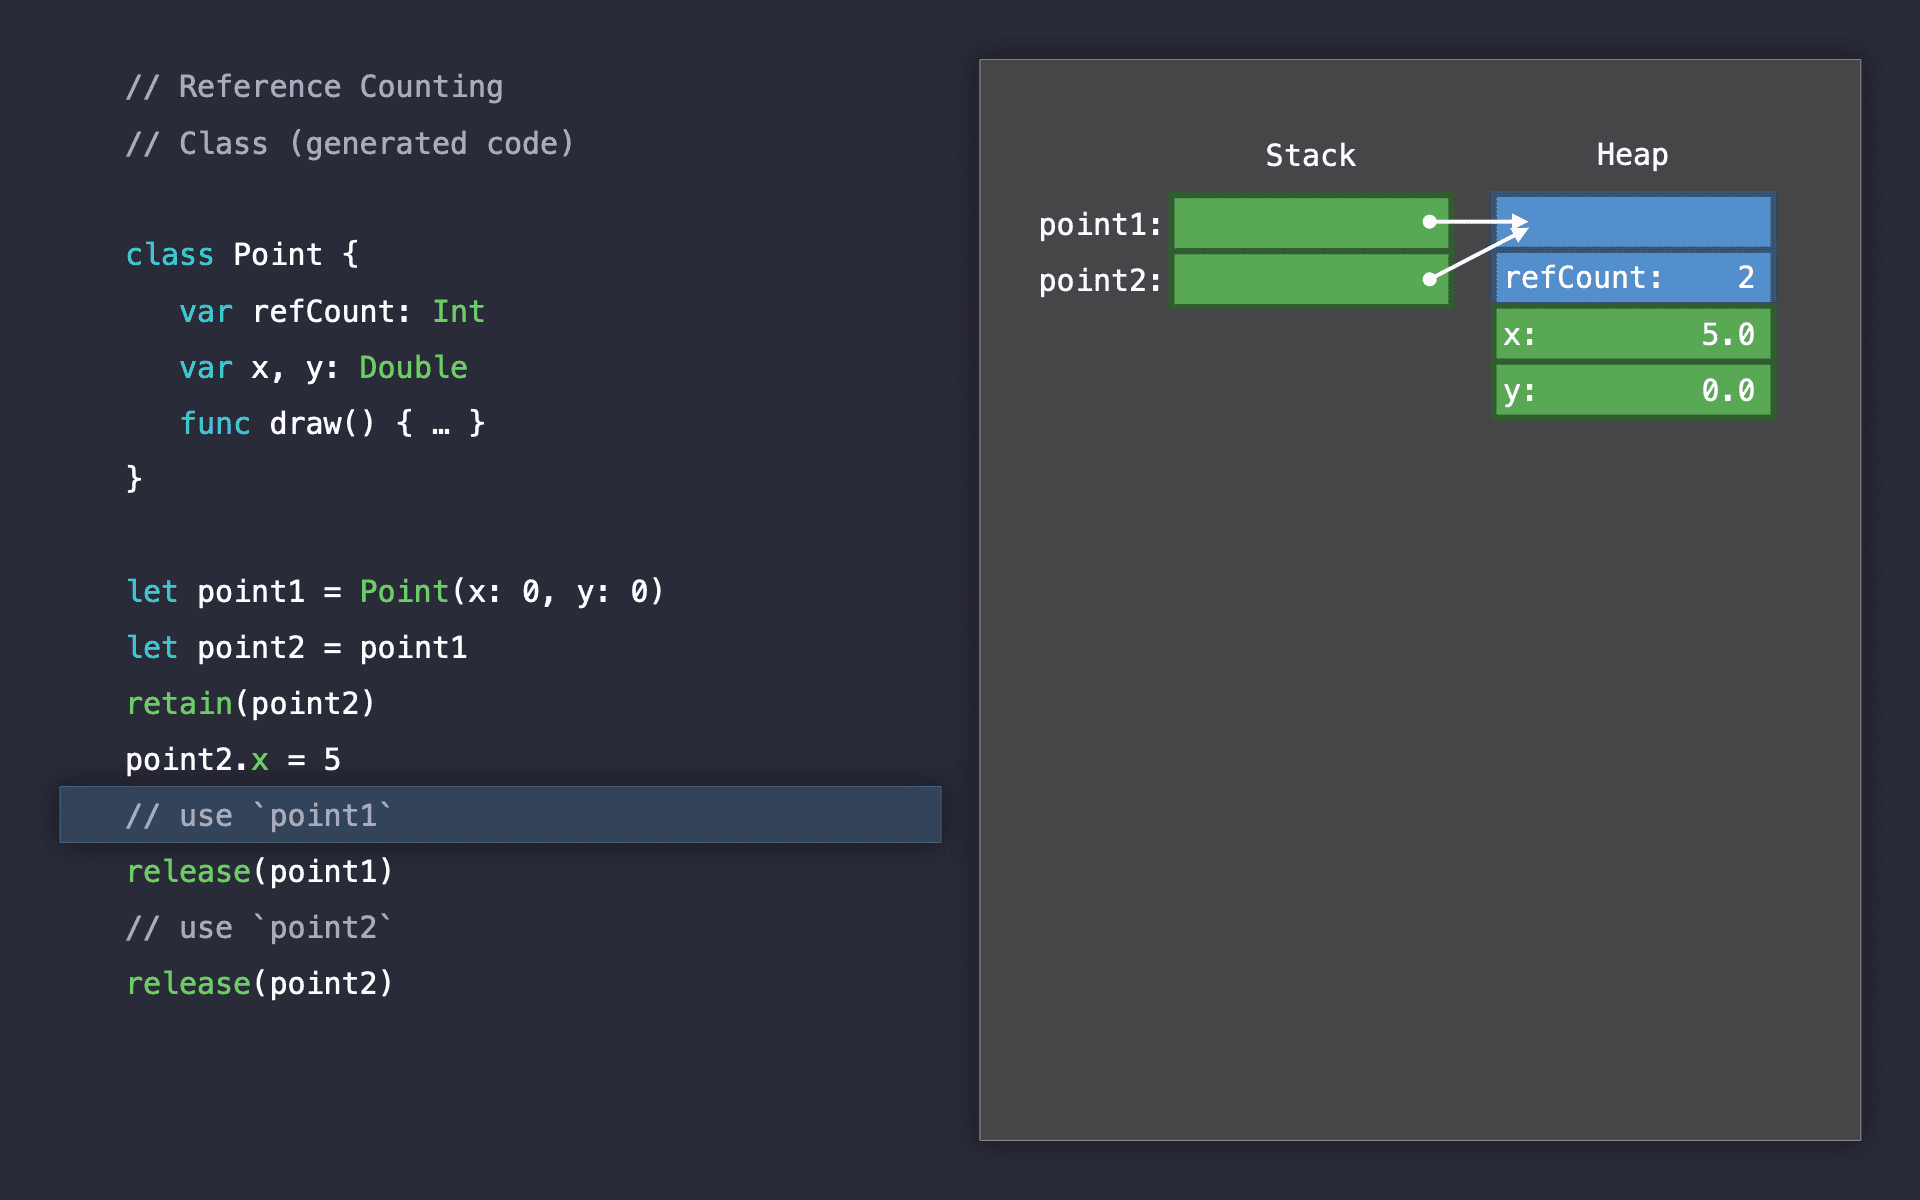 // Reference Counting
// Class (generated code)
class Point {
   var refCount: Int
   var x, y: Double
   func draw() { … }
}
let point1 = Point(x: 0, y: 0)
let point2 = point1
retain(point2)
point2.x = 5
// use `point1`
release(point1)
// use `point2`
release(point2)
Stack Heap
point1:
point2:
refCount: 2
x: 5.0
y: 0.0